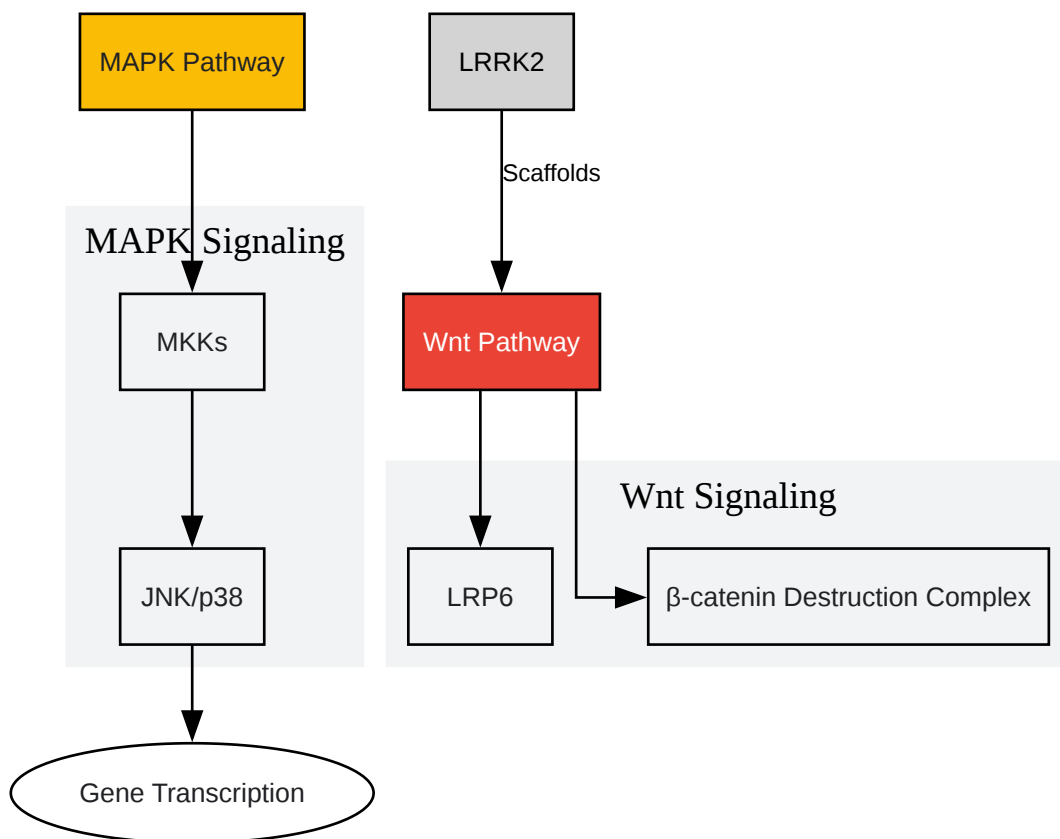 MAPK Pathway
LRRK2
Scaffolds
MAPK Signaling
MKKs
Wnt Pathway
Wnt Signaling
JNK/p38
LRP6
β-catenin Destruction Complex
Gene Transcription